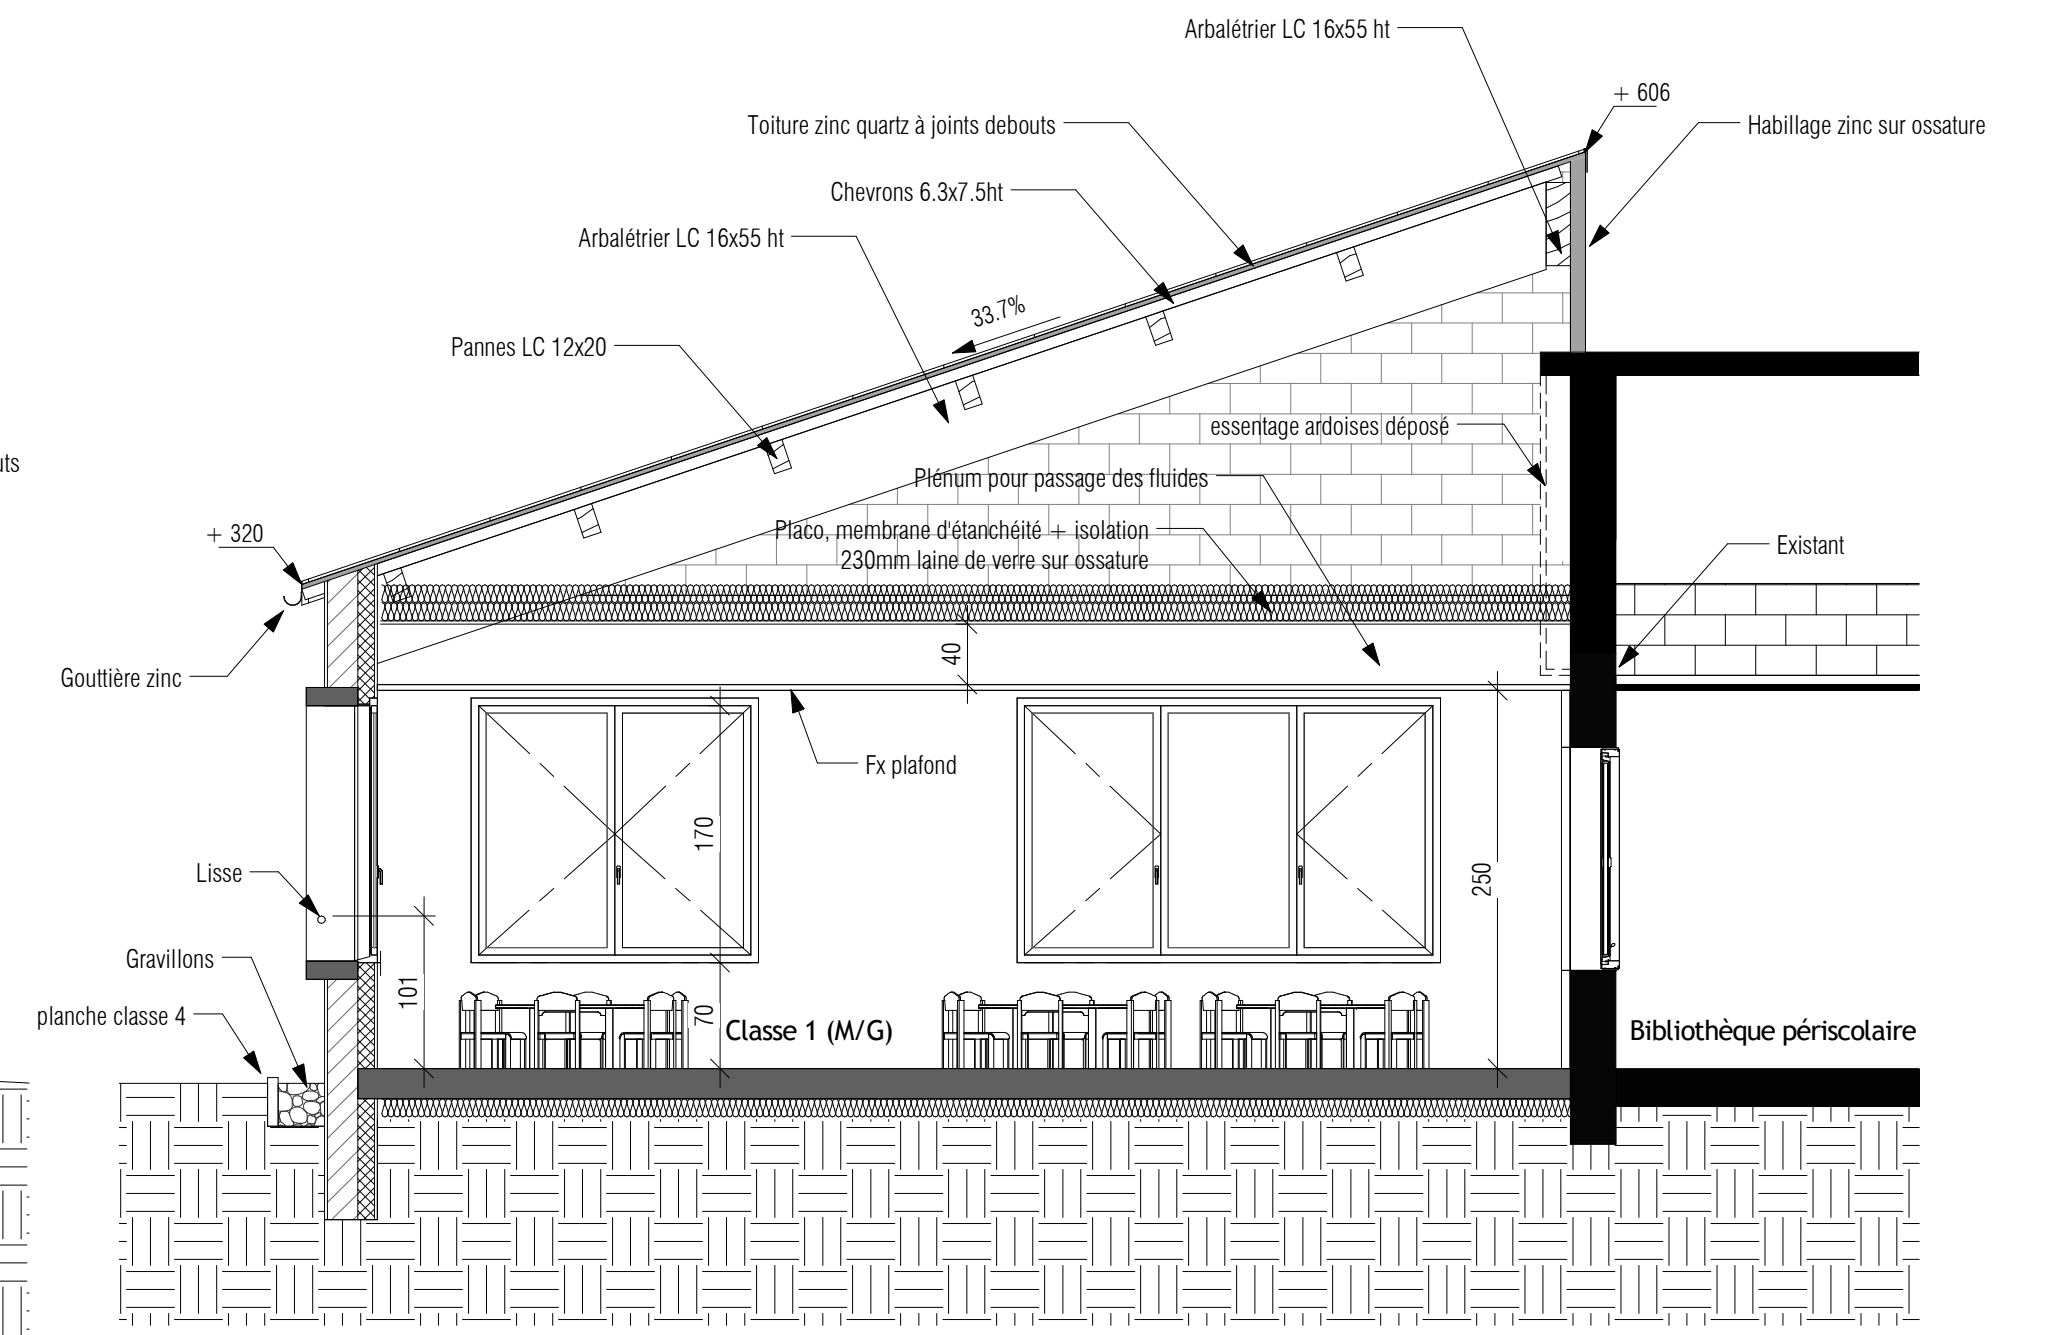 Arbalétrier LC 16x55 ht
+ 606
Toiture zinc quartz à joints debouts
Habillage zinc sur ossature
Chevrons 6.3x7.5ht
Arbalétrier LC 16x55 ht
33.7%
Pannes LC 12x20
essentage ardoises déposé
uts
Plénum pour passage des fluides
+ 320
Placo, membrane d'étanchéité + isolation
230mm laine de verre sur ossature
Existant
40
Gouttière zinc
Fx plafond
170
250
Lisse
Gravillons
101
planche classe 4
70
Classe 1 (M/G)
Bibliothèque périscolaire